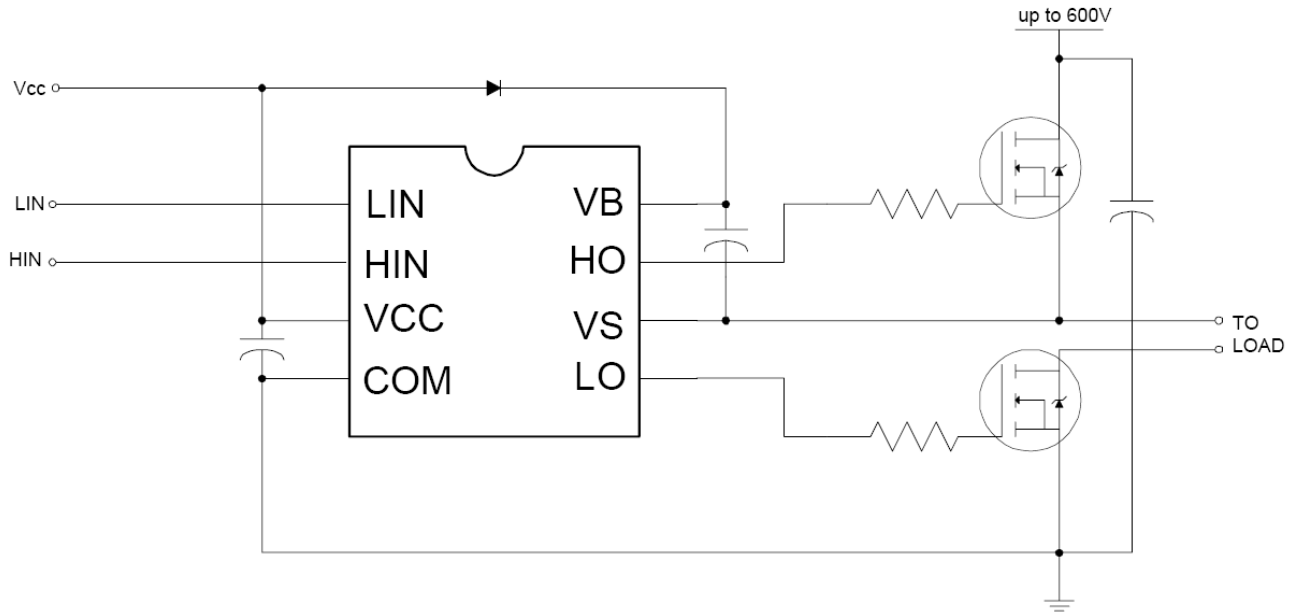 up to 600V
Vcc
LIN
HIN
LIN
HIN
VCC
COM
VB
HO
VS
LO
TO
LOAD